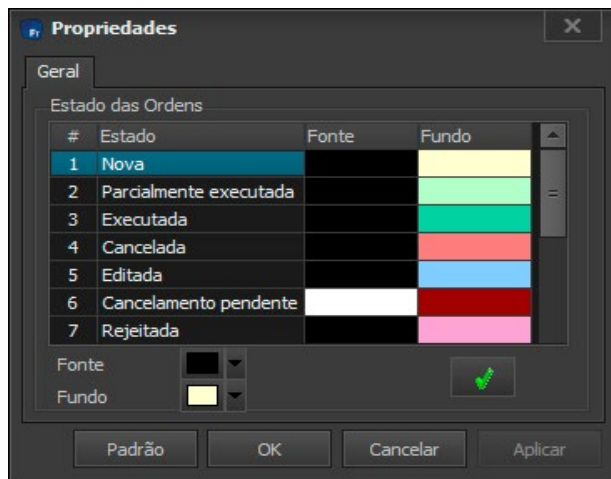 Fr Propriedades
Geral
Estado das Ordens
# Estado Fonte Fundo
1 Nova
2 Parcialmente executada
3 Executada
4 Cancelada
5 Editada
6 Cancelamento pendente
7 Rejeitada
Fonte
Fundo
Padrão OK Cancelar Aplicar